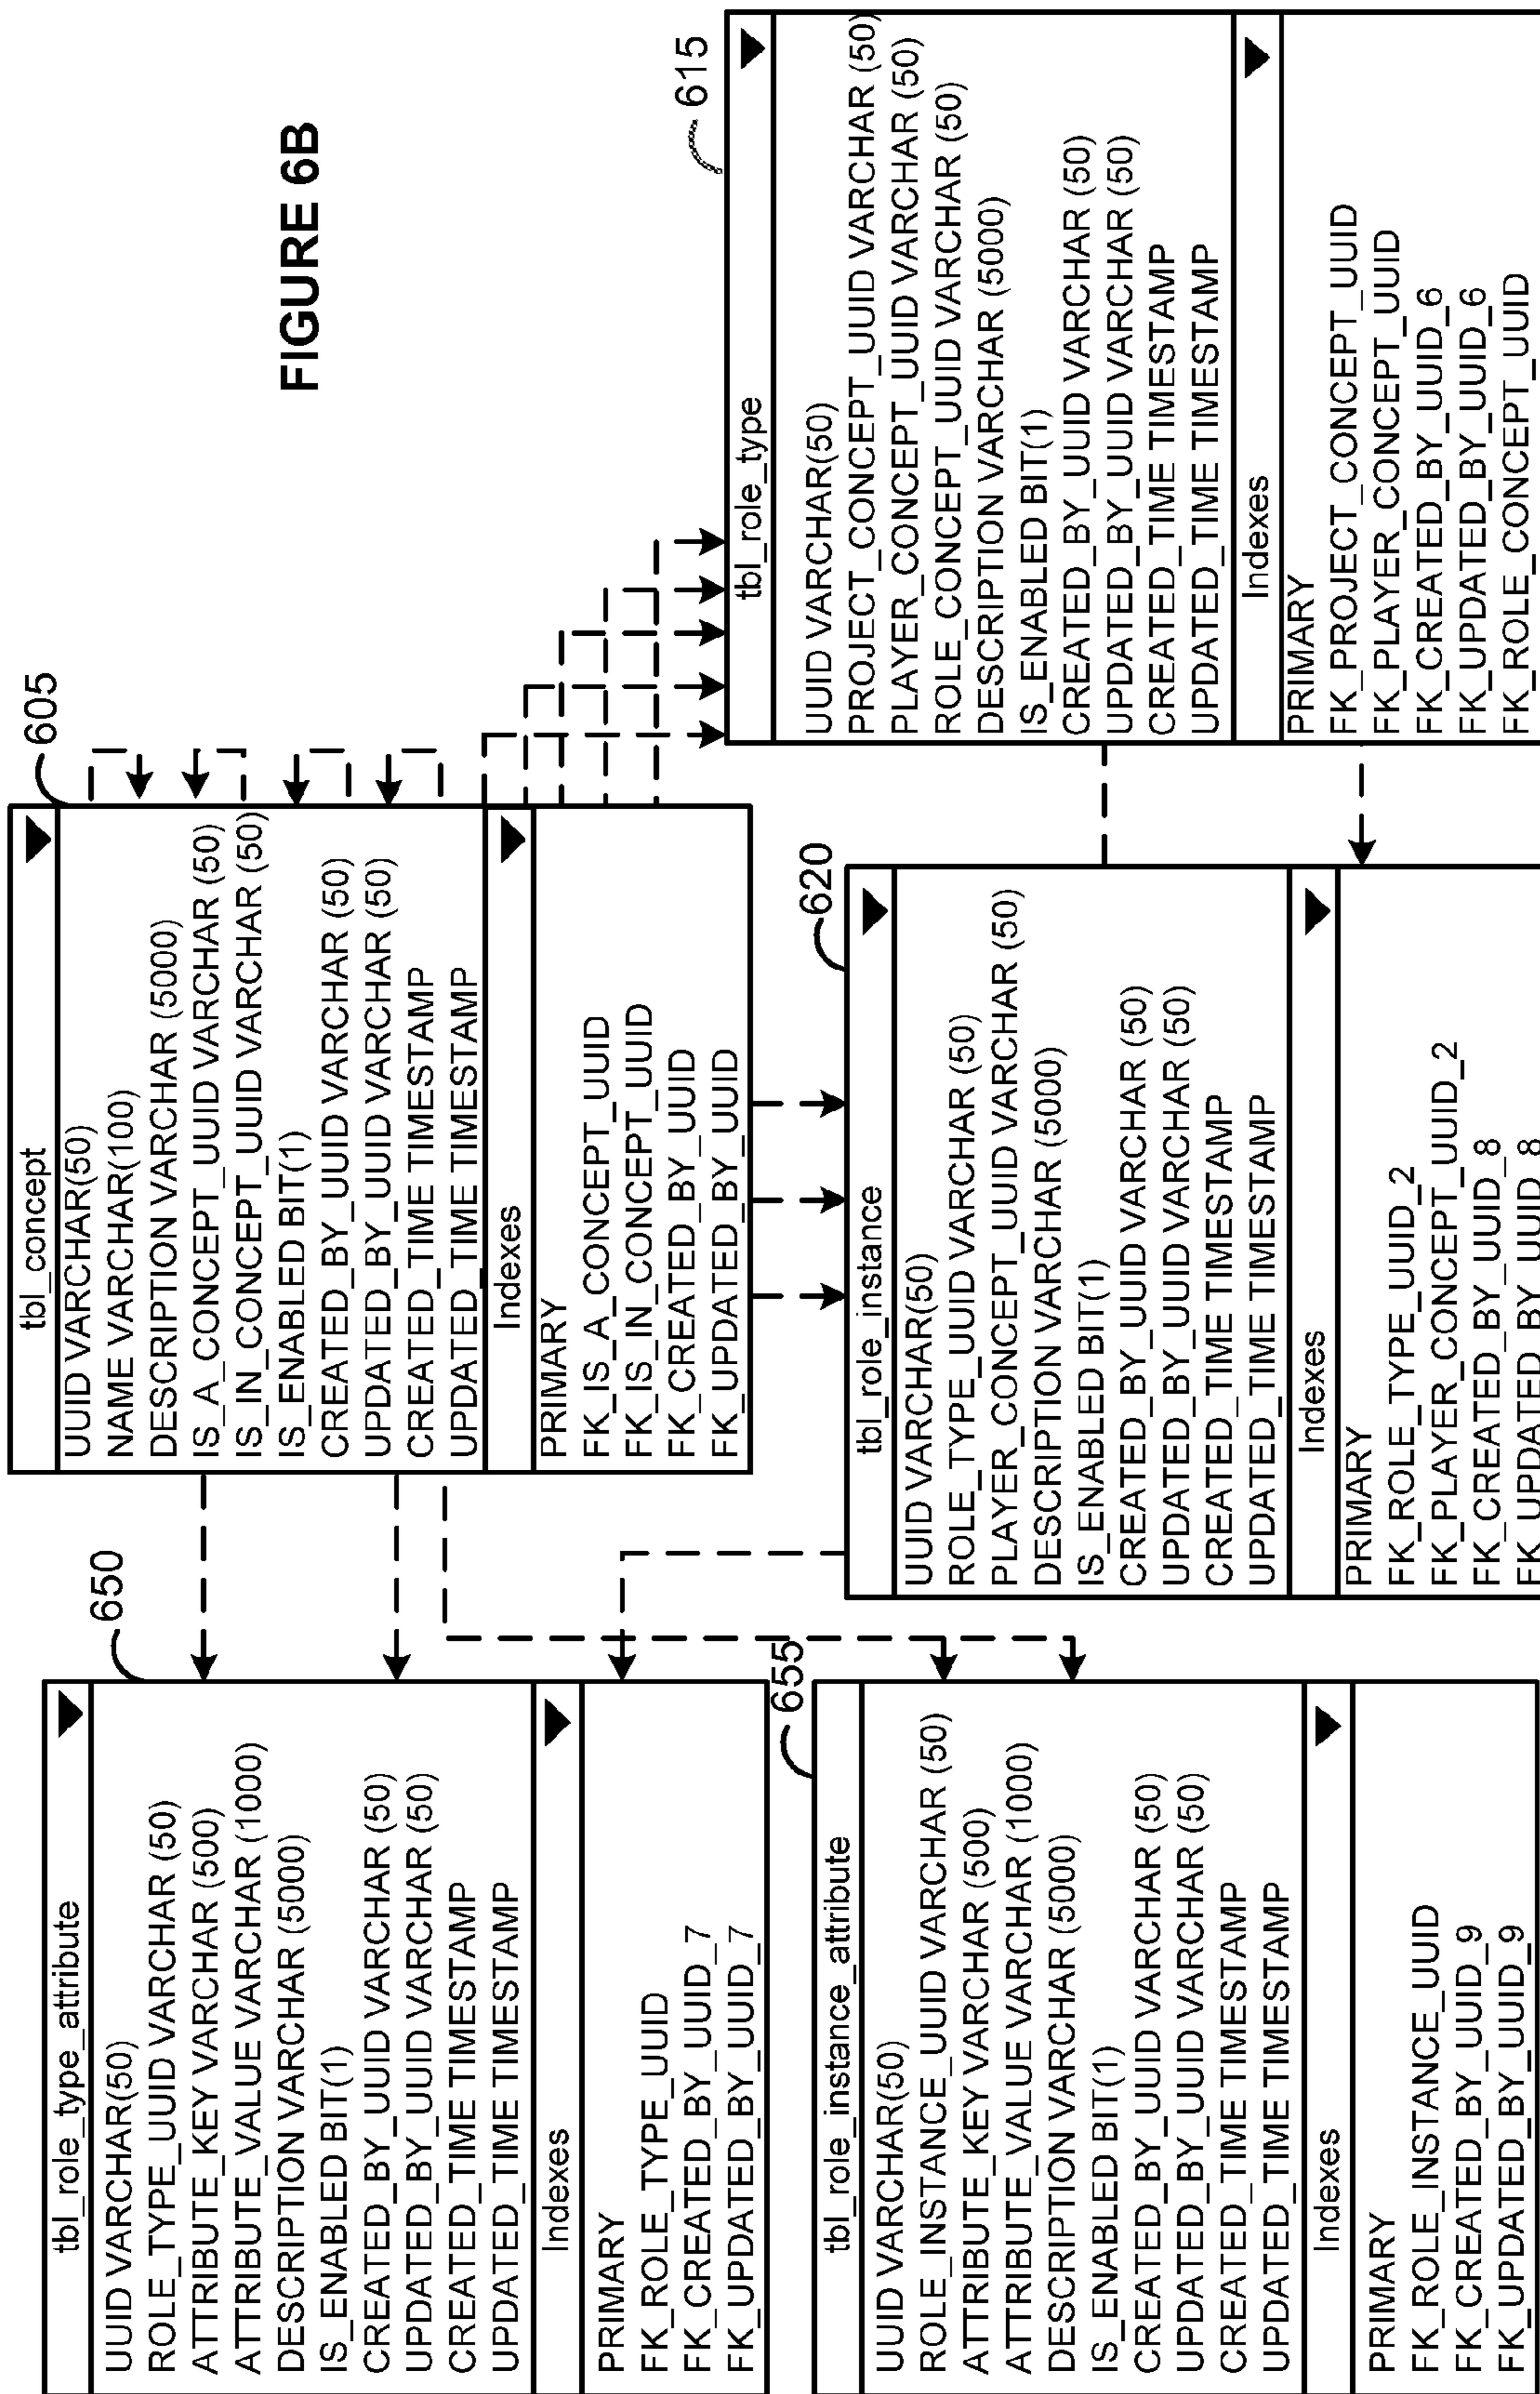 FIGURE 6B
650
tbl_role_type_attribute
UUID VARCHAR(50)
ROLE_TYPE_UUID VARCHAR (50)
ATTRIBUTE_KEY VARCHAR (500)
ATTRIBUTE_VALUE VARCHAR (1000)
DESCRIPTION VARCHAR (5000)
IS_ENABLED BIT(1)
CREATED_BY_UUID VARCHAR (50)
UPDATED_BY_UUID VARCHAR (50)
CREATED_TIME TIMESTAMP
UPDATED_TIME TIMESTAMP
Indexes
PRIMARY
FK_ROLE_TYPE_UUID
FK_CREATED_BY_UUID_7
FK_UPDATED_BY_UUID_7
655
tbl_role_instance_attribute
UUID VARCHAR(50)
ROLE_INSTANCE_UUID VARCHAR (50)
ATTRIBUTE_KEY VARCHAR (500)
ATTRIBUTE_VALUE VARCHAR (1000)
DESCRIPTION VARCHAR (5000)
IS_ENABLED BIT(1)
CREATED_BY_UUID VARCHAR (50)
UPDATED_BY_UUID VARCHAR (50)
CREATED_TIME TIMESTAMP
UPDATED_TIME TIMESTAMP
Indexes
PRIMARY
FK_ROLE_INSTANCE_UUID
FK_CREATED_BY_UUID_9
FK_UPDATED_BY_UUID_9
605
tbl_concept
UUID VARCHAR(50)
NAME VARCHAR(100)
DESCRIPTION VARCHAR (5000)
IS_A_CONCEPT_UUID VARCHAR (50)
IS_IN_CONCEPT_UUID VARCHAR (50)
IS_ENABLED BIT(1)
CREATED_BY_UUID VARCHAR (50)
UPDATED_BY_UUID VARCHAR (50)
CREATED_TIME TIMESTAMP
UPDATED_TIME TIMESTAMP
Indexes
PRIMARY
FK_IS_A_CONCEPT_UUID
FK_IS_IN_CONCEPT_UUID
FK_CREATED_BY_UUID
FK_UPDATED_BY_UUID
620
tbl_role_instance
UUID VARCHAR(50)
ROLE_TYPE_UUID VARCHAR (50)
PLAYER_CONCEPT_UUID VARCHAR (50)
DESCRIPTION VARCHAR (5000)
IS_ENABLED BIT(1)
CREATED_BY_UUID VARCHAR (50)
UPDATED_BY_UUID VARCHAR (50)
CREATED_TIME TIMESTAMP
UPDATED_TIME TIMESTAMP
Indexes
PRIMARY
FK_ROLE_TYPE_UUID_2
FK_PLAYER_CONCEPT_UUID_2
FK_CREATED_BY_UUID_8
FK_UPDATED_BY_UUID_8
615
tbl_role_type
UUID VARCHAR(50)
PROJECT_CONCEPT_UUID VARCHAR (50)
PLAYER_CONCEPT_UUID VARCHAR (50)
ROLE_CONCEPT_UUID VARCHAR (50)
DESCRIPTION VARCHAR (5000)
IS_ENABLED BIT(1)
CREATED_BY_UUID VARCHAR (50)
UPDATED_BY_UUID VARCHAR (50)
CREATED_TIME TIMESTAMP
UPDATED_TIME TIMESTAMP
Indexes
PRIMARY
FK_PROJECT_CONCEPT_UUID
FK_PLAYER_CONCEPT_UUID
FK_CREATED_BY_UUID_6
FK_UPDATED_BY_UUID_6
FK_ROLE_CONCEPT_UUID